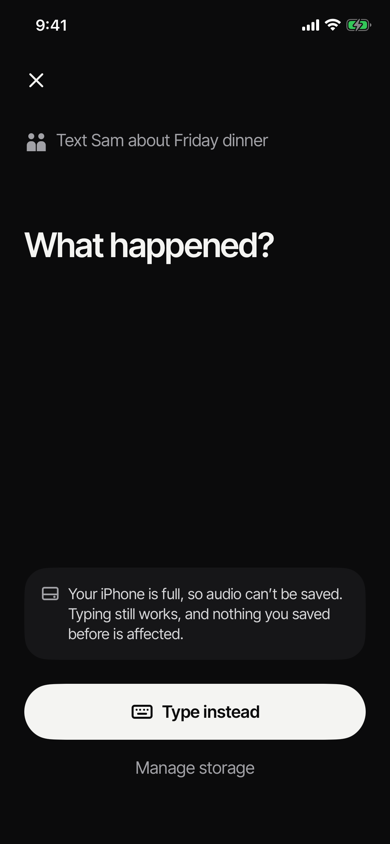 9:41
Text Sam about Friday dinner
What happened?
Your iPhone is full, so audio can’t be saved.
Typing still works, and nothing you saved
before is affected.
Type instead
Manage storage